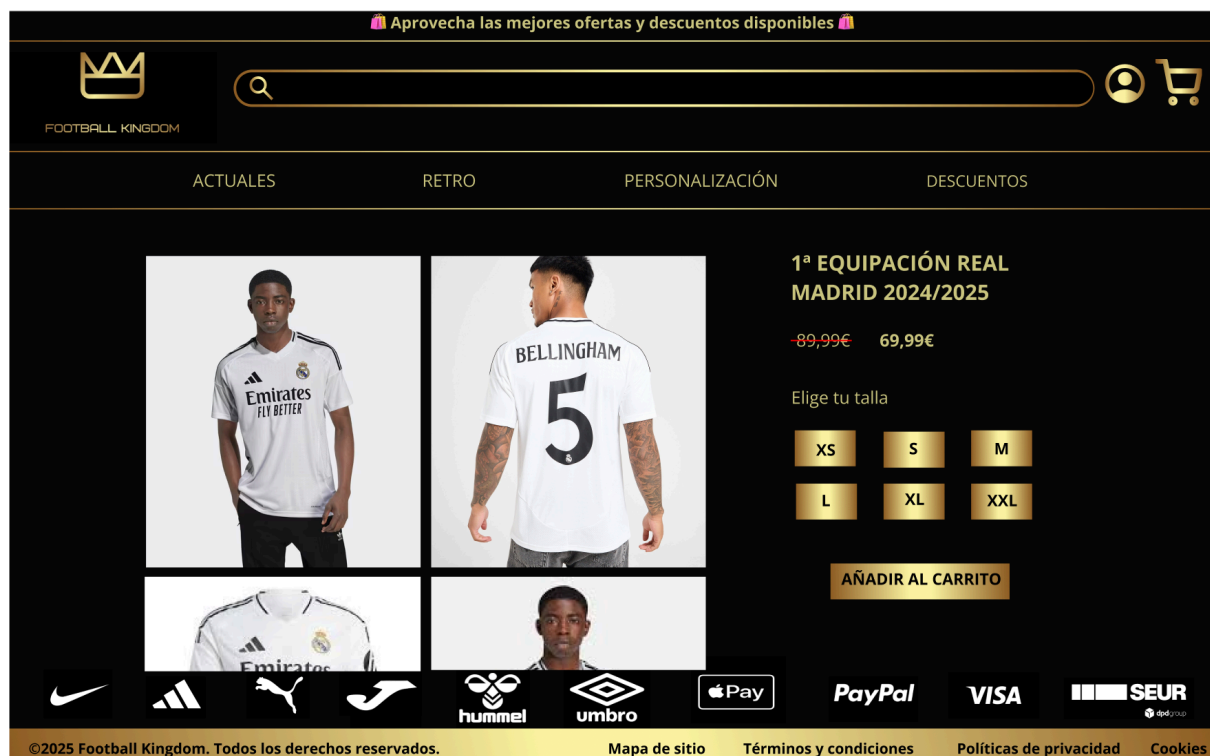 Aprovecha las mejores ofertas y descuentos disponibles
FOOTBALL KINGDOM
ACTUALES RETRO PERSONALIZACIÓN DESCUENTOS
1ª EQUIPACIÓN REAL
MADRID 2024/2025
89,99€ 69,99€
Elige tu talla
XS S M
L XL XXL
AÑADIR AL CARRITO
Emirates
FLY BETTER
BELLINGHAM
5
Emirates
hummel
umbro
Pay
PayPal
VISA
SEUR
dpdgroup
©2025 Football Kingdom. Todos los derechos reservados. Mapa de sitio Términos y condiciones Políticas de privacidad Cookies